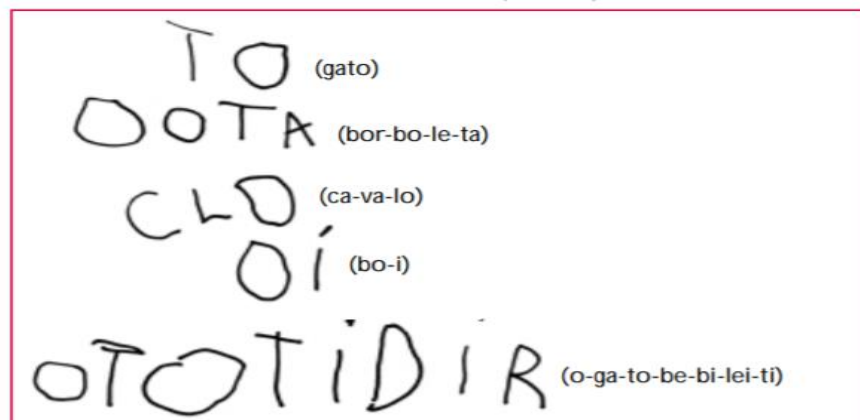 TO (gato)
OOTA (bor-bo-le-ta)
CLO (ca-va-lo)
OÍ (bo-i)
OTOTiDiR (o-ga-to-be-bi-lei-ti)